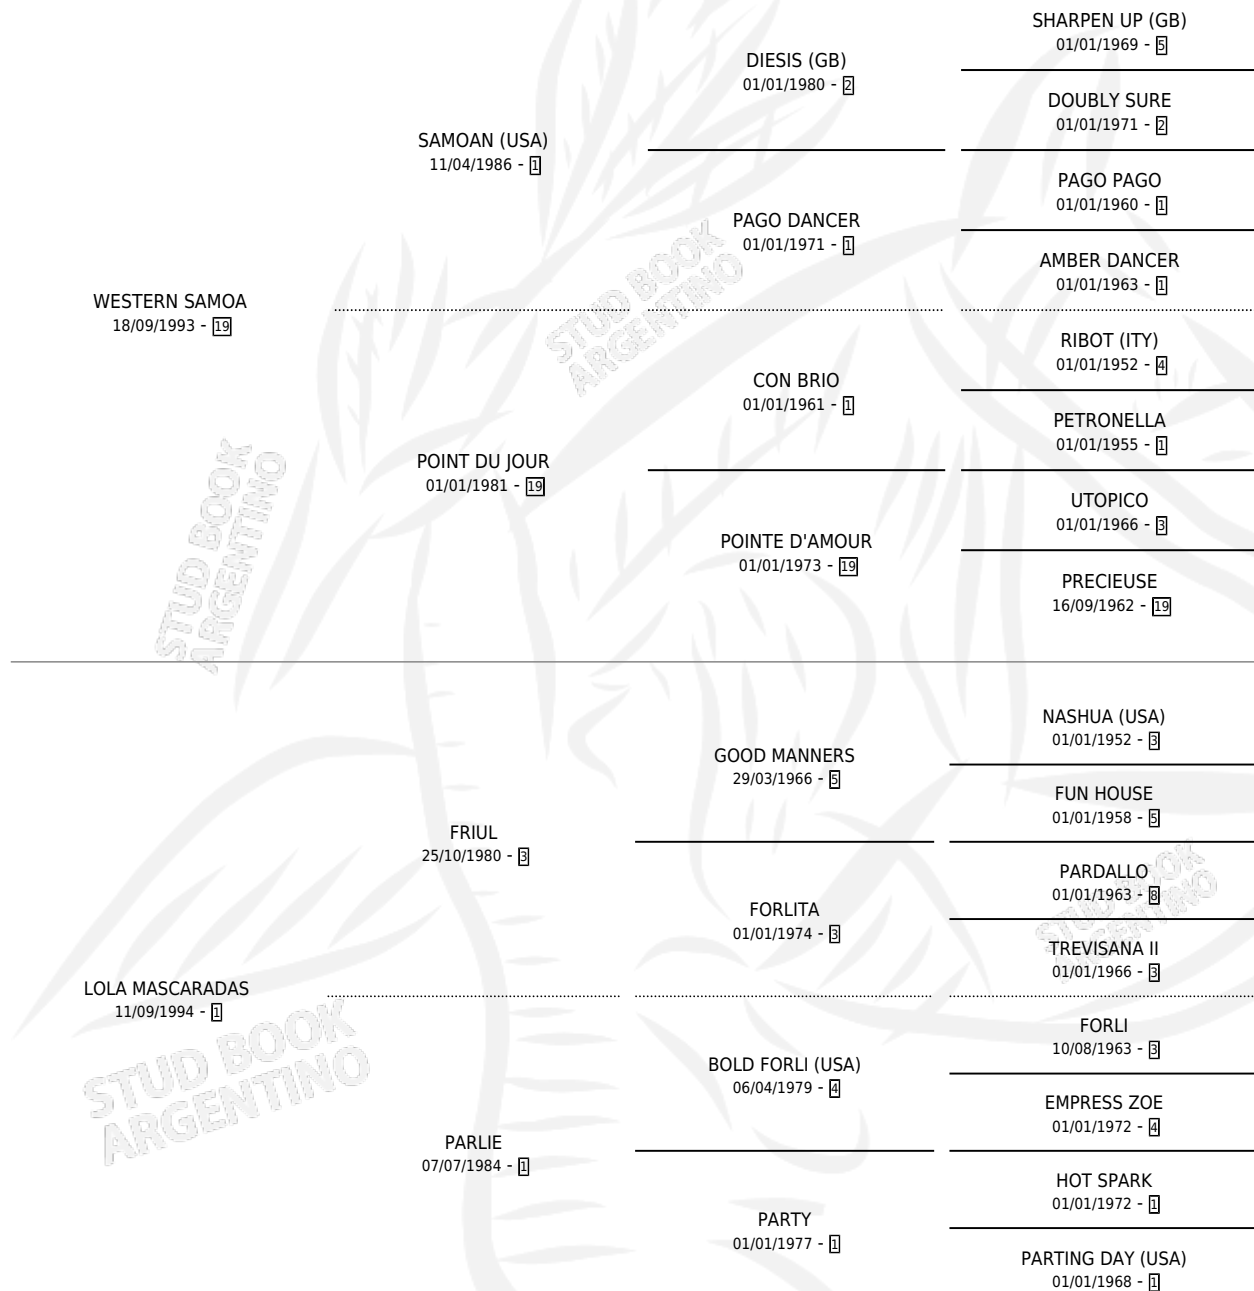 SHARPEN UP (GB)
01/01/1969 - 5
DIESIS (GB)
01/01/1980 - 2
DOUBLY SURE
01/01/1971 - 2
SAMOAN (USA)
11/04/1986 - 1
PAGO PAGO
01/01/1960 - 1
PAGO DANCER
01/01/1971 - 1
AMBER DANCER
01/01/1963 - 1
WESTERN SAMOA
18/09/1993 - 19
RIBOT (ITY)
01/01/1952 - 4
CON BRIO
01/01/1961 - 1
PETRONELLA
01/01/1955 - 1
POINT DU JOUR
01/01/1981 - 19
UTOPICO
01/01/1966 - 3
POINTE D'AMOUR
01/01/1973 - 19
PRECIEUSE
16/09/1962 - 19
NASHUA (USA)
01/01/1952 - 3
GOOD MANNERS
29/03/1966 - 5
FUN HOUSE
01/01/1958 - 5
FRIUL
25/10/1980 - 3
PARDALLO
01/01/1963 - 8
FORLITA
01/01/1974 - 3
TREVISANA II
01/01/1966 - 3
LOLA MASCARADAS
11/09/1994 - 1
FORLI
10/08/1963 - 3
BOLD FORLI (USA)
06/04/1979 - 4
EMPRESS ZOE
01/01/1972 - 4
PARLIE
07/07/1984 - 1
HOT SPARK
01/01/1972 - 1
PARTY
01/01/1977 - 1
PARTING DAY (USA)
01/01/1968 - 1
STUD BOOK
ARGENTINO
STUD BOOK
ARGENTINO
STUD BOOK
ARGENTINO
STUD BOOK
ARGENTINO